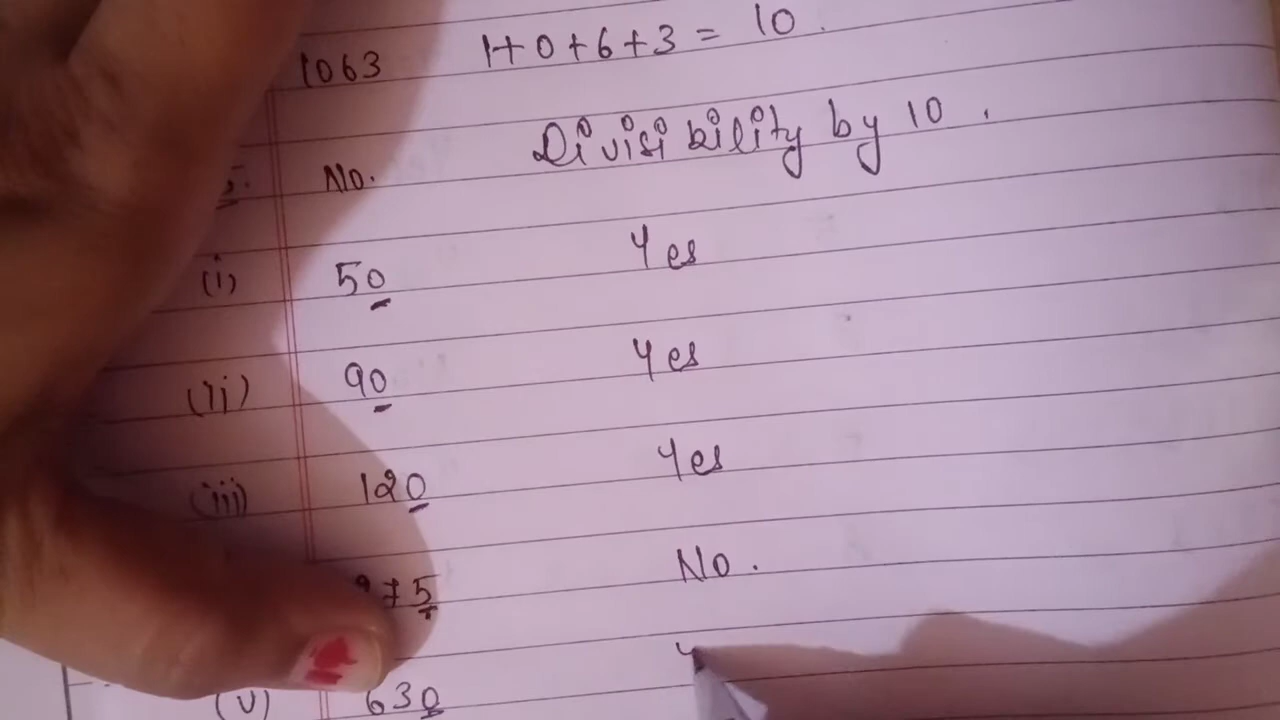 1063 1+0+6+3 = 10.
No. Divisibility by 10.
(i) 50 Yes
(ii) 90 Yes
(iii) 120 Yes
75 No.
(v) 630 Y